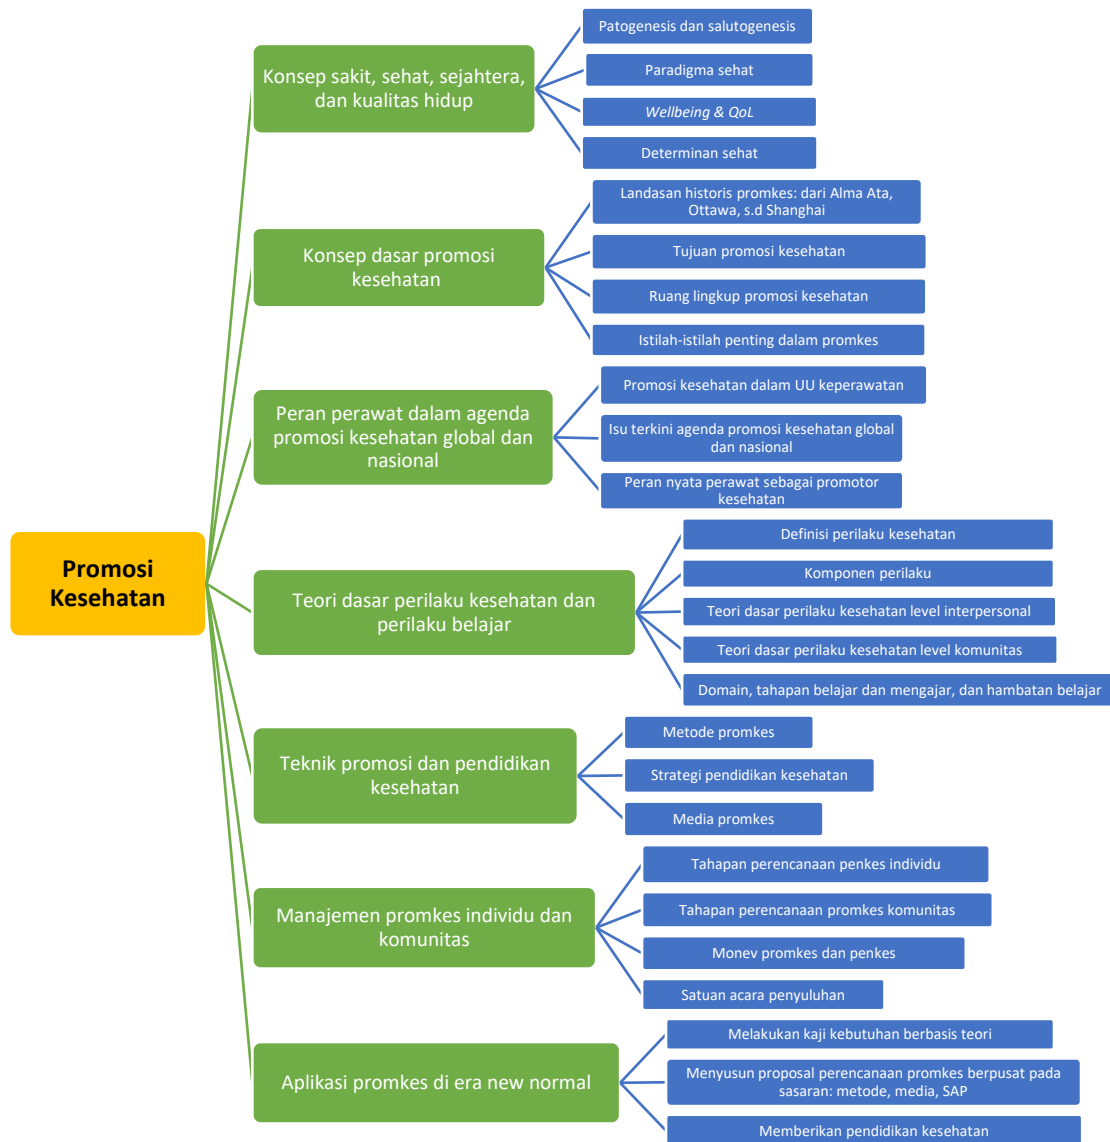 Promosi
Kesehatan
Konsep sakit, sehat, sejahtera,
dan kualitas hidup
Patogenesis dan salutogenesis
Paradigma sehat
Wellbeing & QoL
Determinan sehat
Konsep dasar promosi
kesehatan
Landasan historis promkes: dari Alma Ata,
Ottawa, s.d Shanghai
Tujuan promosi kesehatan
Ruang lingkup promosi kesehatan
Istilah-istilah penting dalam promkes
Peran perawat dalam agenda
promosi kesehatan global dan
nasional
Promosi kesehatan dalam UU keperawatan
Isu terkini agenda promosi kesehatan global
dan nasional
Peran nyata perawat sebagai promotor
kesehatan
Teori dasar perilaku kesehatan dan
perilaku belajar
Definisi perilaku kesehatan
Komponen perilaku
Teori dasar perilaku kesehatan level interpersonal
Teori dasar perilaku kesehatan level komunitas
Domain, tahapan belajar dan mengajar, dan hambatan belajar
Teknik promosi dan pendidikan
kesehatan
Metode promkes
Strategi pendidikan kesehatan
Media promkes
Manajemen promkes individu dan
komunitas
Tahapan perencanaan penkes individu
Tahapan perencanaan promkes komunitas
Monev promkes dan penkes
Satuan acara penyuluhan
Aplikasi promkes di era new normal
Melakukan kaji kebutuhan berbasis teori
Menyusun proposal perencanaan promkes berpusat pada
sasaran: metode, media, SAP
Memberikan pendidikan kesehatan